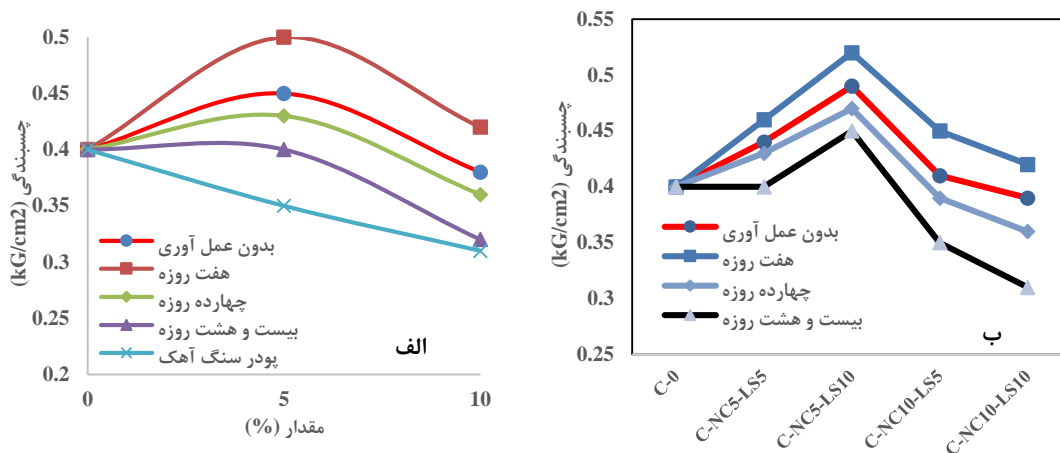 0.5
0.45
0.4
0.35
0.3
0.25
0.2
چسبندگی (kG/cm2)
بدون عمل آوری
هفت روزه
چهارده روزه
بیست و هشت روزه
پودر سنگ آهک
الف
0
5
10
مقدار (%)
0.55
0.5
0.45
0.4
0.35
0.3
0.25
چسبندگی (kG/cm2)
بدون عمل آوری
هفت روزه
چهارده روزه
بیست و هشت روزه
ب
C-0
C-NC5-LS5
C-NC5-LS10
C-NC10-LS5
C-NC10-LS10